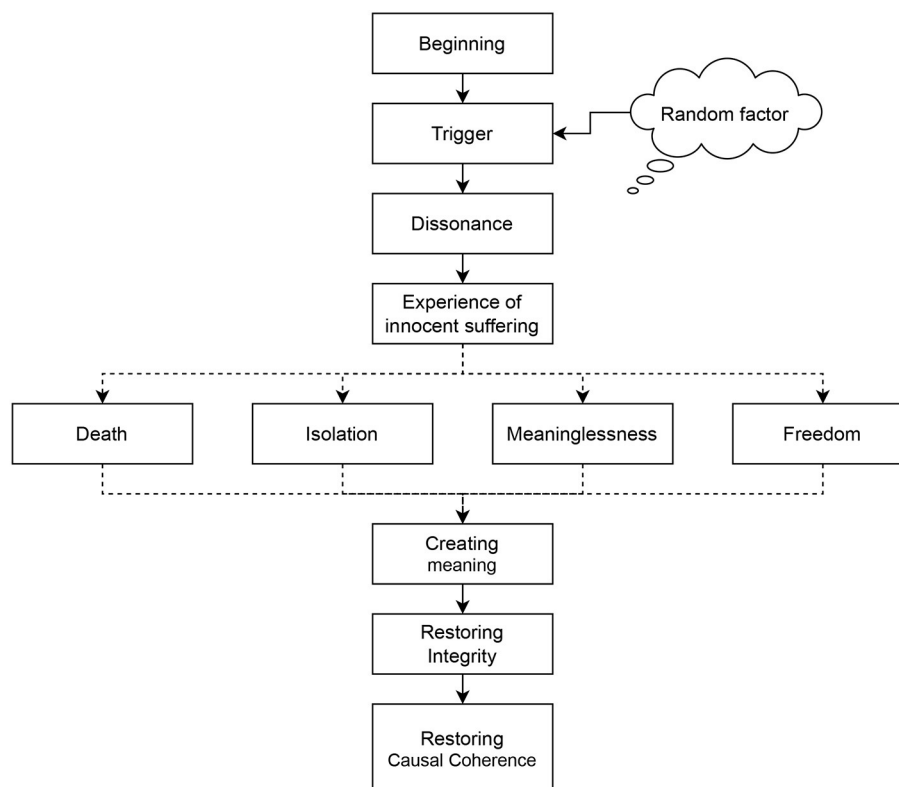 Beginning
Random factor
Trigger
Dissonance
Experience of
innocent suffering
Death
Isolation
Meaninglessness
Freedom
Creating
meaning
Restoring
Integrity
Restoring
Causal Coherence